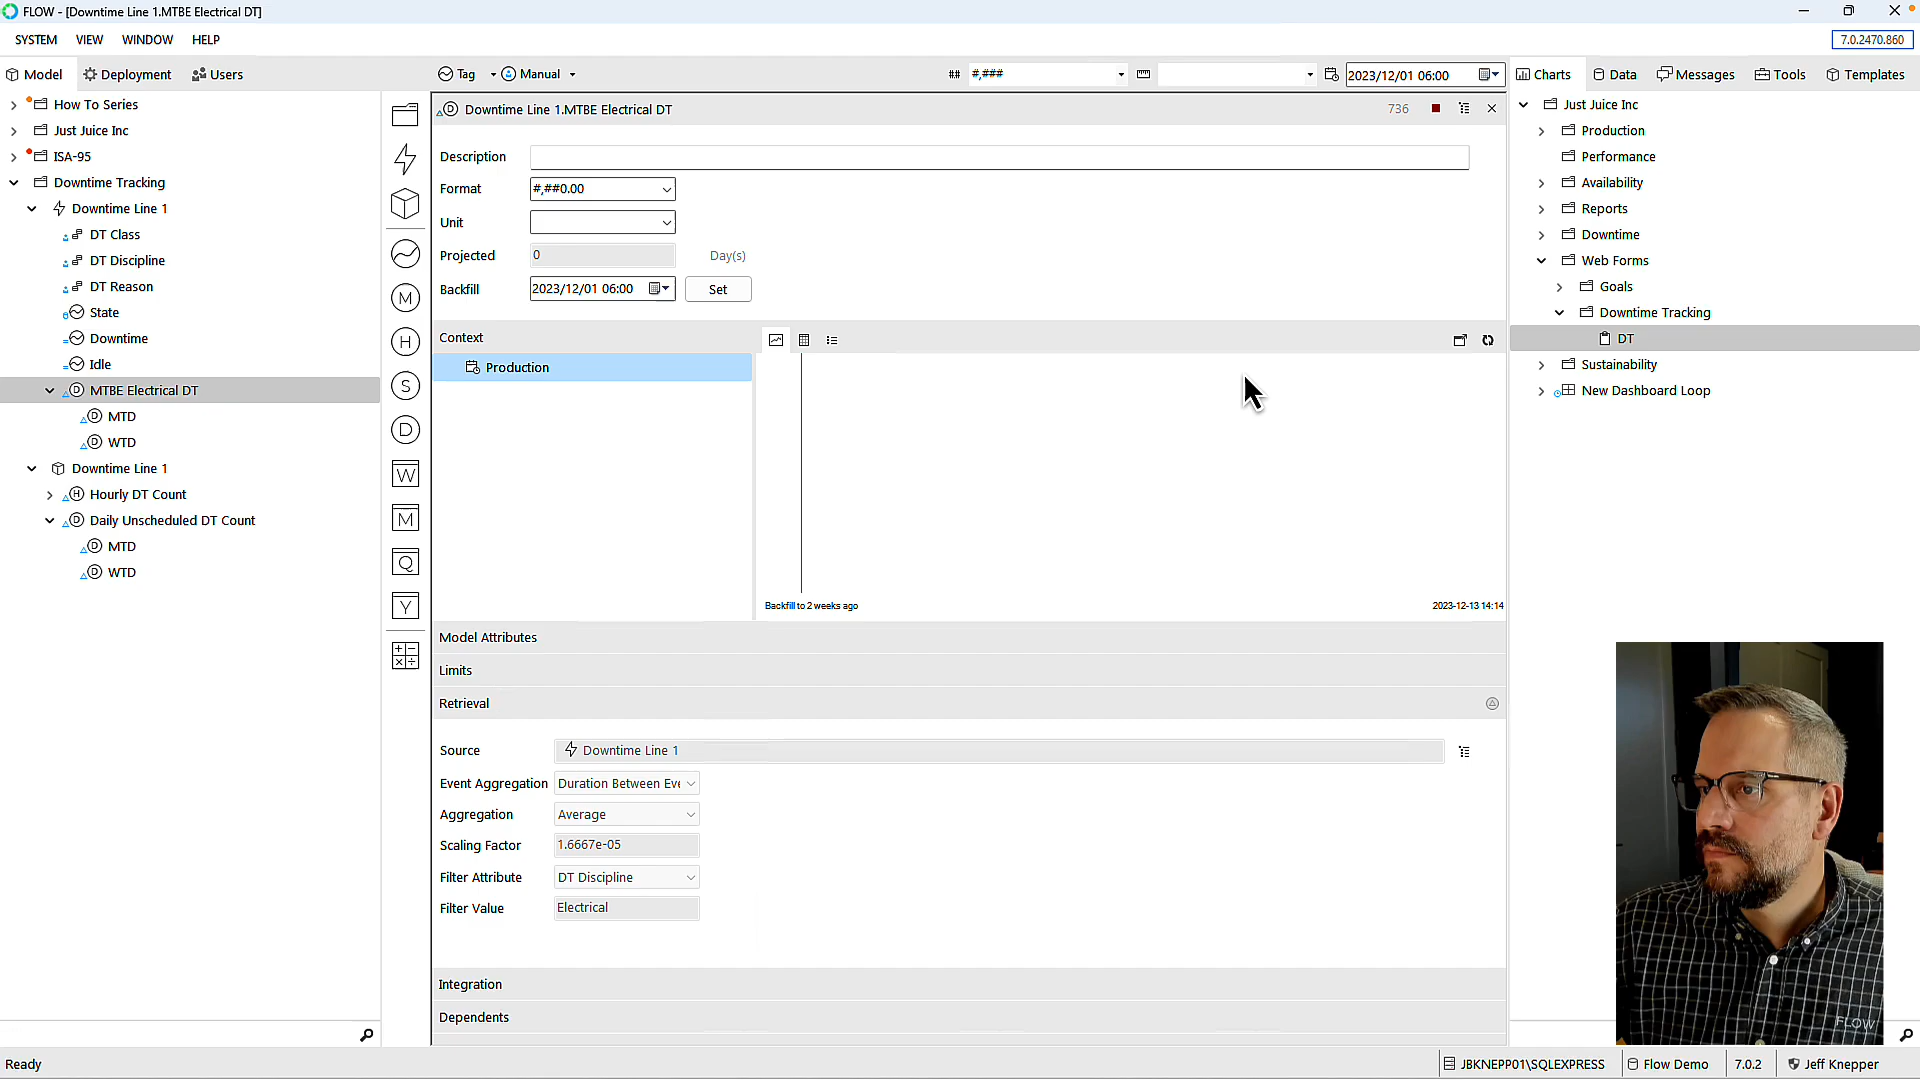 FLOW - [Downtime Line 1.MTBE Electrical DT]
SYSTEM VIEW WINDOW HELP
7.0.2470.860
Model Deployment Users
Tag Manual
## #,### 2023/12/01 06:00
Charts Data Messages Tools Templates
How To Series
Just Juice Inc
ISA-95
Downtime Tracking
Downtime Line 1
DT Class
DT Discipline
DT Reason
State
Downtime
Idle
MTBE Electrical DT
MTD
WTD
Downtime Line 1
Hourly DT Count
Daily Unscheduled DT Count
MTD
WTD
M
H
S
D
W
M
Q
Y
Downtime Line 1.MTBE Electrical DT 736
Description
Format #,##0.00
Unit
Projected 0 Day(s)
Backfill 2023/12/01 06:00 Set
Context
Production
Backfill to 2 weeks ago 2023-12-13 14:14
Model Attributes
Limits
Retrieval
Source Downtime Line 1
Event Aggregation Duration Between Eve
Aggregation Average
Scaling Factor 1.6667e-05
Filter Attribute DT Discipline
Filter Value Electrical
Integration
Dependents
Just Juice Inc
Production
Performance
Availability
Reports
Downtime
Web Forms
Goals
Downtime Tracking
DT
Sustainability
New Dashboard Loop
FLOW
Ready
JBKNEPP01\SQLEXPRESS Flow Demo 7.0.2 Jeff Knepper